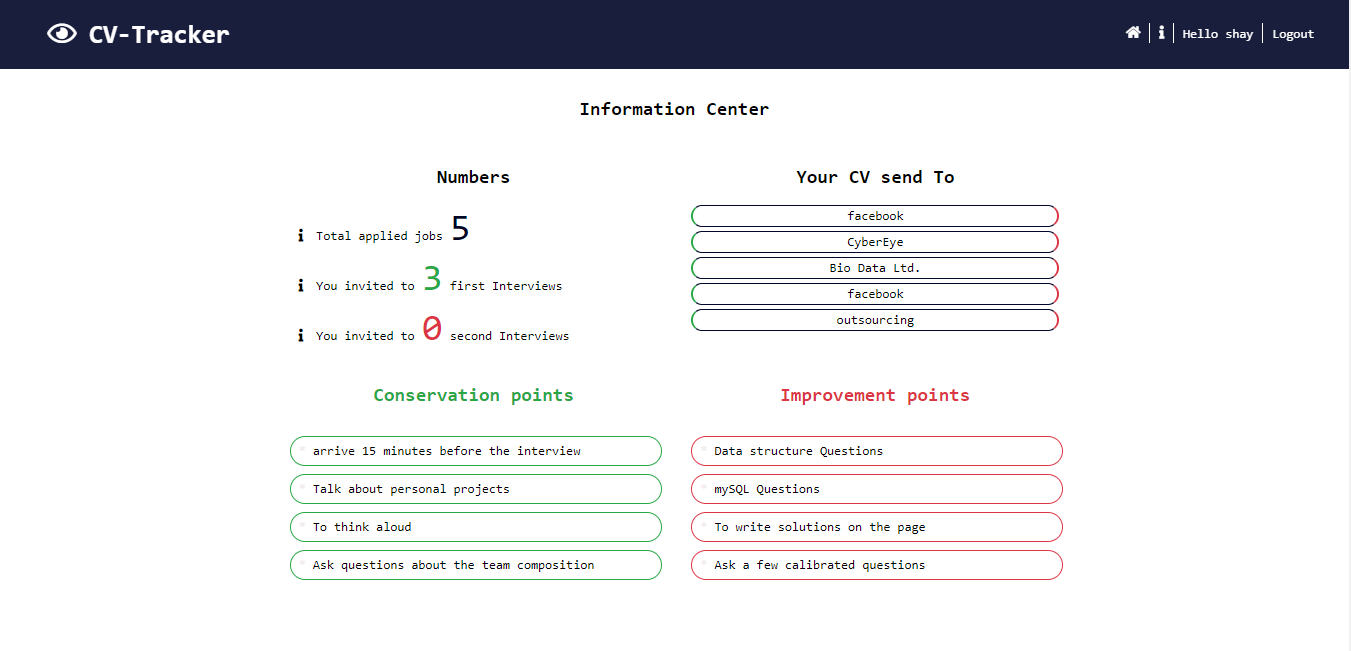 CV-Tracker
Hello shay
Logout
Information Center
Numbers
Total applied jobs 5
You invited to 3 first Interviews
You invited to 0 second Interviews
Your CV send To
facebook
CyberEye
Bio Data Ltd.
facebook
outsourcing
Conservation points
arrive 15 minutes before the interview
Talk about personal projects
To think aloud
Ask questions about the team composition
Improvement points
Data structure Questions
mySQL Questions
To write solutions on the page
Ask a few calibrated questions